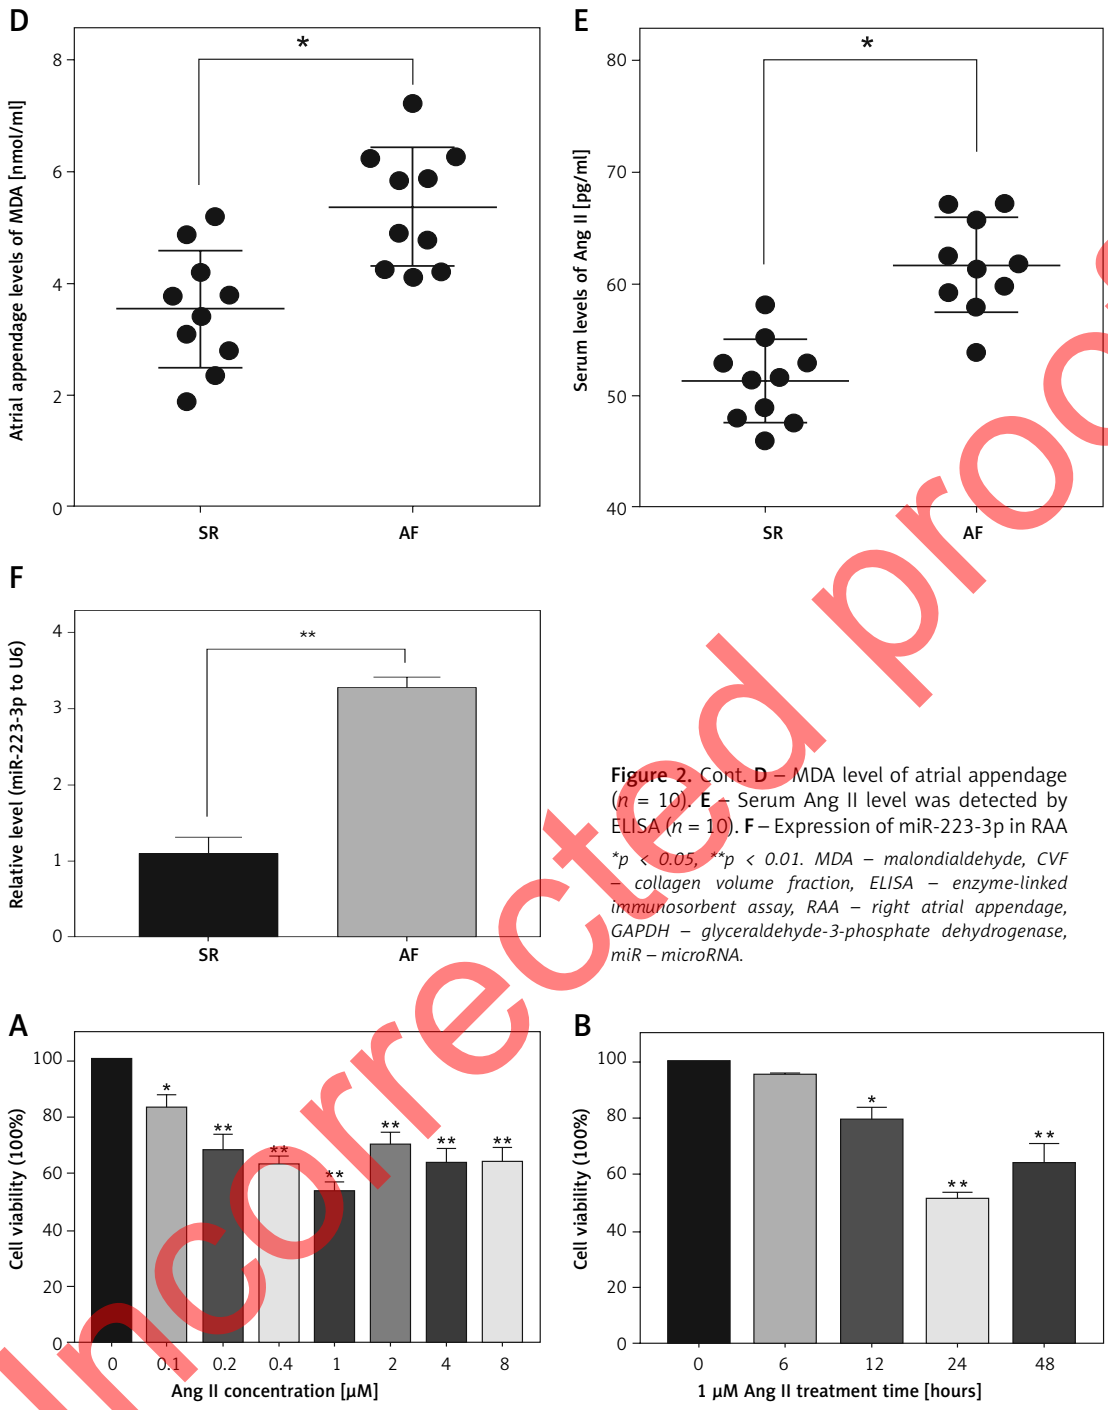 D
*
8
6
4
2
0
Atrial appendage levels of MDA [nmol/ml]
SR AF
E
*
80
70
60
50
40
Serum levels of Ang II [pg/ml]
SR AF
F
**
4
3
2
1
0
Relative level (miR-223-3p to U6)
SR AF
Figure 2. Cont. D – MDA level of atrial appendage
(n = 10). E – Serum Ang II level was detected by
ELISA (n = 10). F – Expression of miR-223-3p in RAA
*p < 0.05, **p < 0.01. MDA – malondialdehyde, CVF
– collagen volume fraction, ELISA – enzyme-linked
immunosorbent assay, RAA – right atrial appendage,
GAPDH – glyceraldehyde-3-phosphate dehydrogenase,
miR – microRNA.
A
100
80
60
40
20
0
Cell viability (100%)
* ** ** ** ** ** **
0 0.1 0.2 0.4 1 2 4 8
Ang II concentration [µM]
B
100
80
60
40
20
0
Cell viability (100%)
* ** **
0 6 12 24 48
1 µM Ang II treatment time [hours]
Incorrected proo